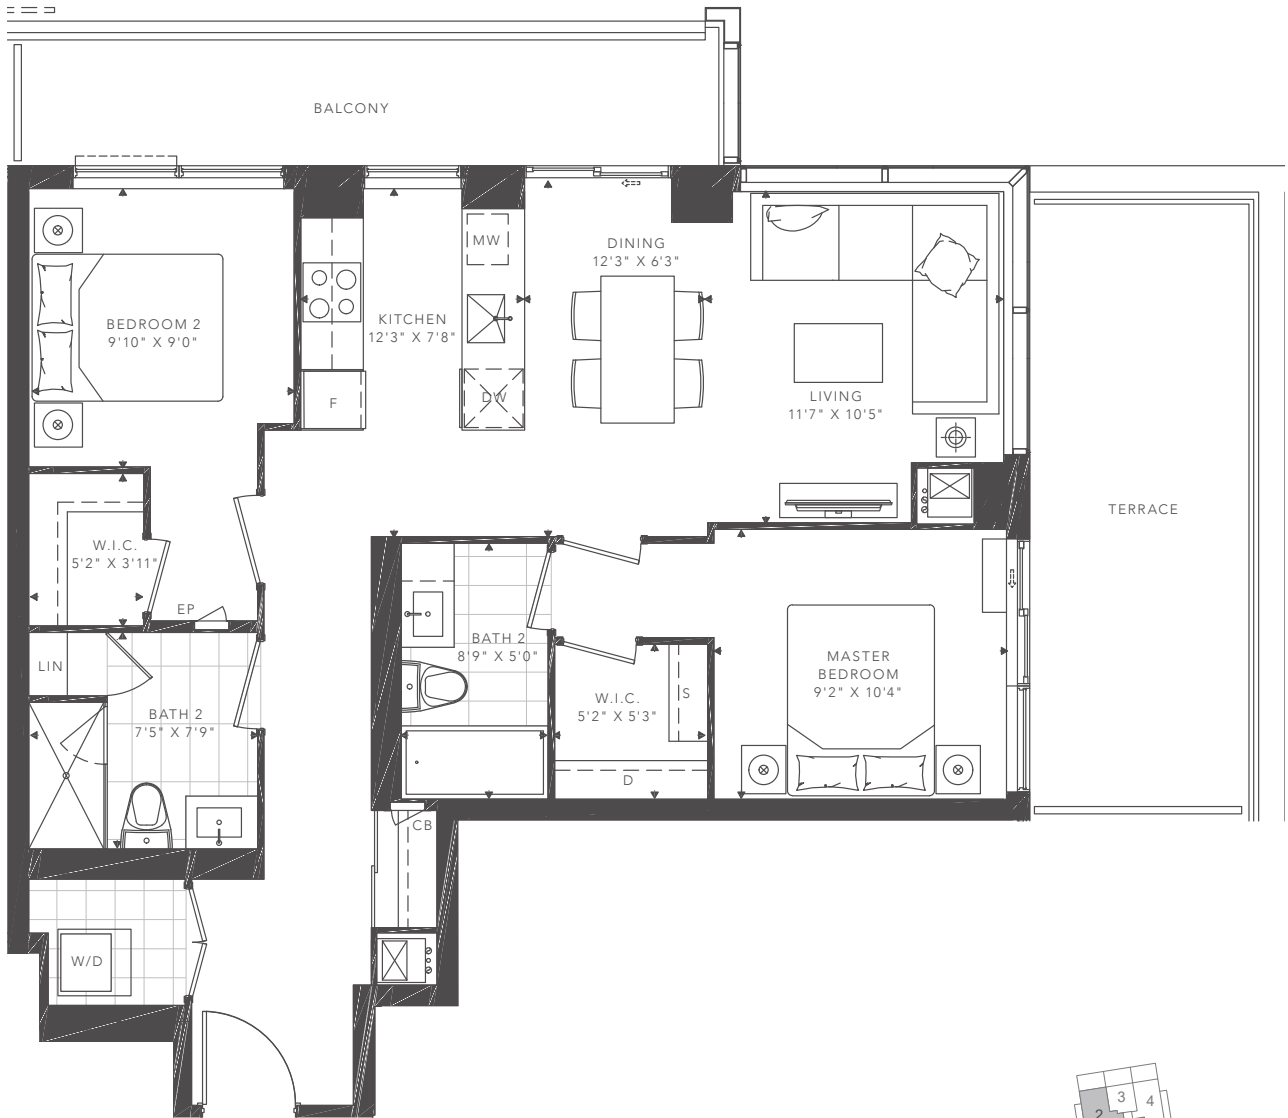 BALCONY
MW
DINING
12'3" X 6'3"
KITCHEN
12'3" X 7'8"
BEDROOM 2
9'10" X 9'0"
F
DW
LIVING
11'7" X 10'5"
TERRACE
W.I.C.
5'2" X 3'11"
EP
LIN
BATH 2
7'5" X 7'9"
BATH 2
8'9" X 5'0"
W.I.C.
5'2" X 5'3"
S
D
MASTER
BEDROOM
9'2" X 10'4"
CB
W/D
3
4
2